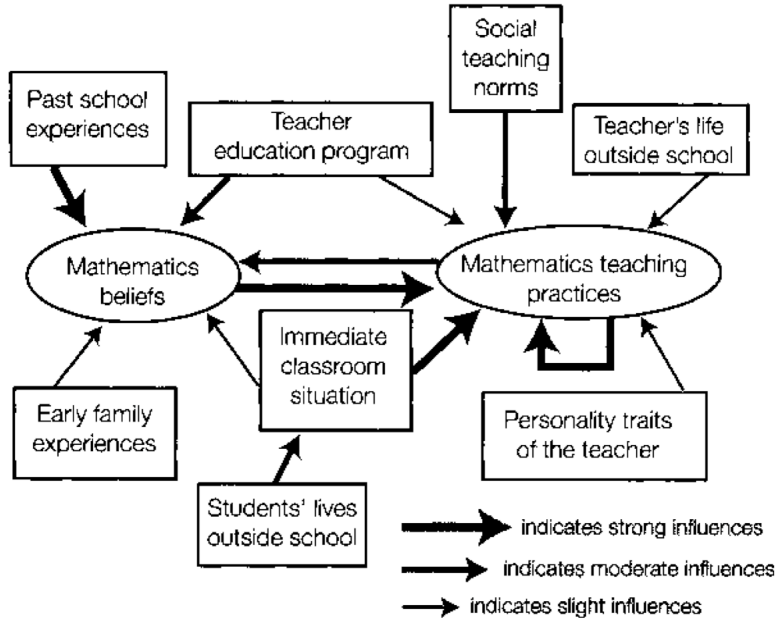 Social
teaching
norms
Past school
experiences
Teacher
education program
Teacher's life
outside school
Mathematics
beliefs
Mathematics teaching
practices
Immediate
classroom
situation
Early family
experiences
Personality traits
of the teacher
Students' lives
outside school
indicates strong influences
indicates moderate influences
indicates slight influences